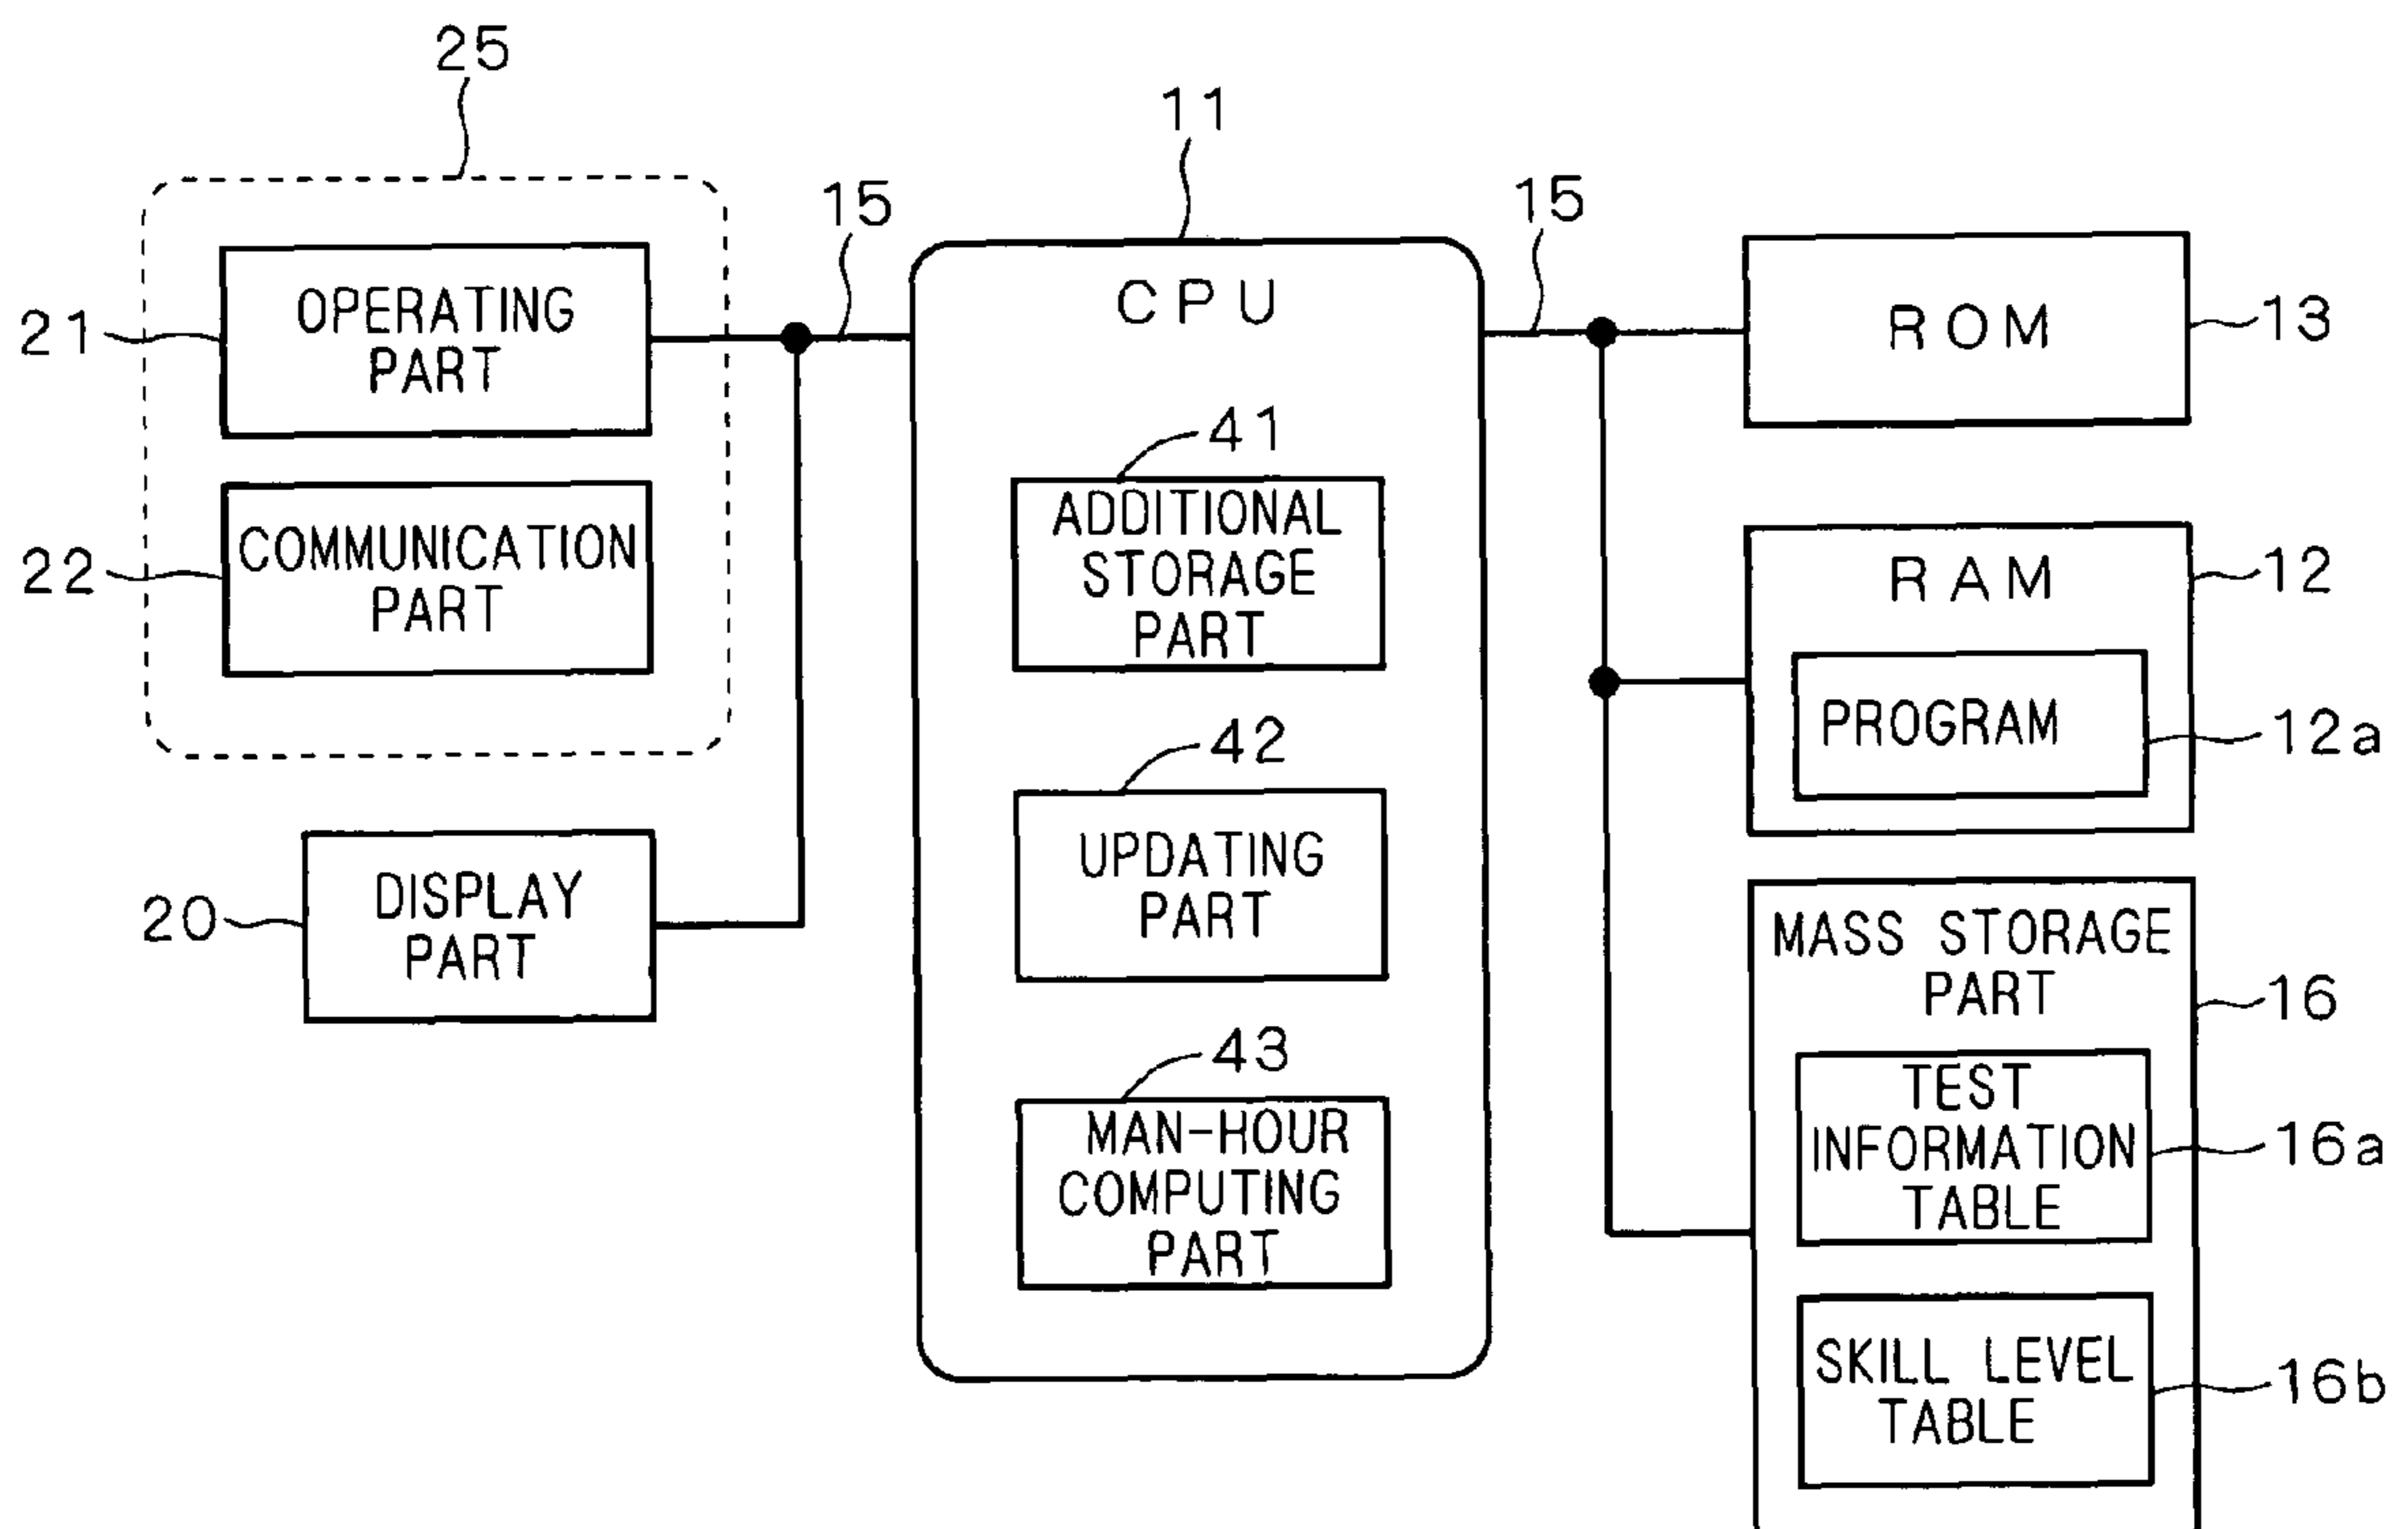 25
21
OPERATING
PART
22
COMMUNICATION
PART
20
DISPLAY
PART
15
11
CPU
41
ADDITIONAL
STORAGE
PART
42
UPDATING
PART
43
MAN-HOUR
COMPUTING
PART
15
ROM
13
RAM
12
PROGRAM
12a
MASS STORAGE
PART
16
TEST
INFORMATION
TABLE
16a
SKILL LEVEL
TABLE
16b